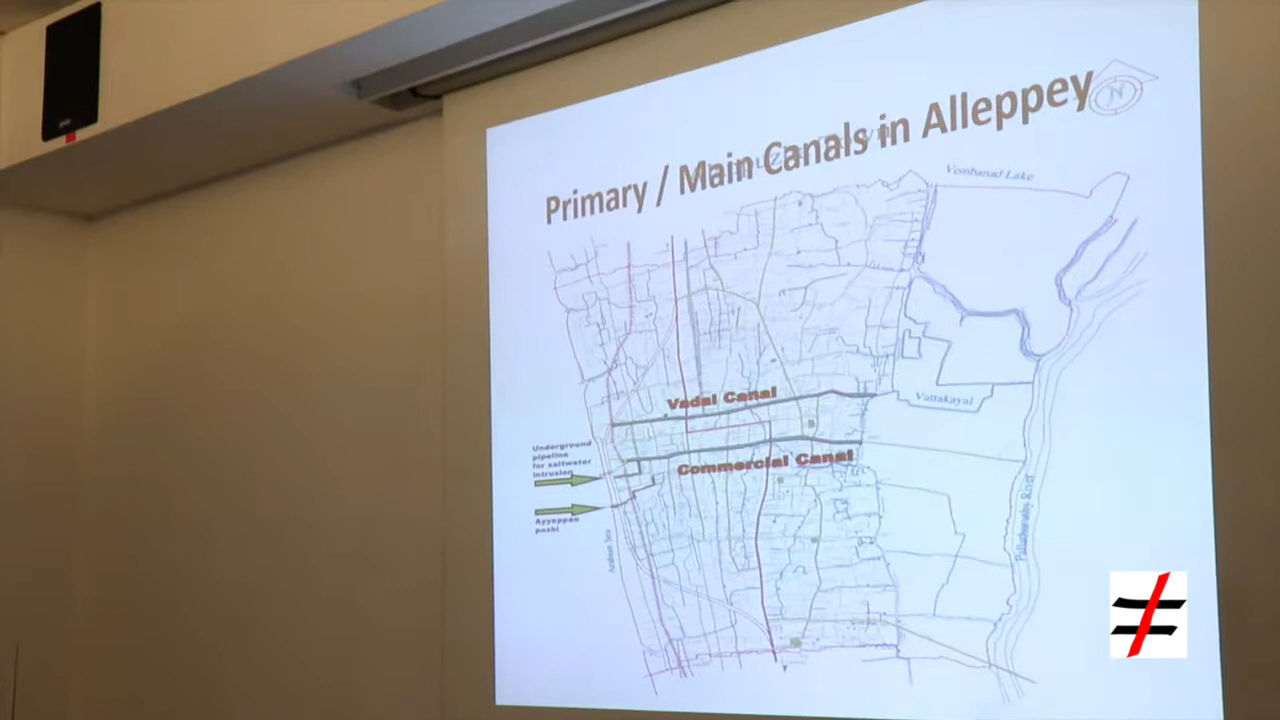 Primary / Main Canals in Alleppey
N
Vembanad Lake
Vadai Canal
Vattakayal
Underground
pipeline
for saltwater
intrusion
Commercial Canal
Ayyappan
pozhi
Arabian Sea
River